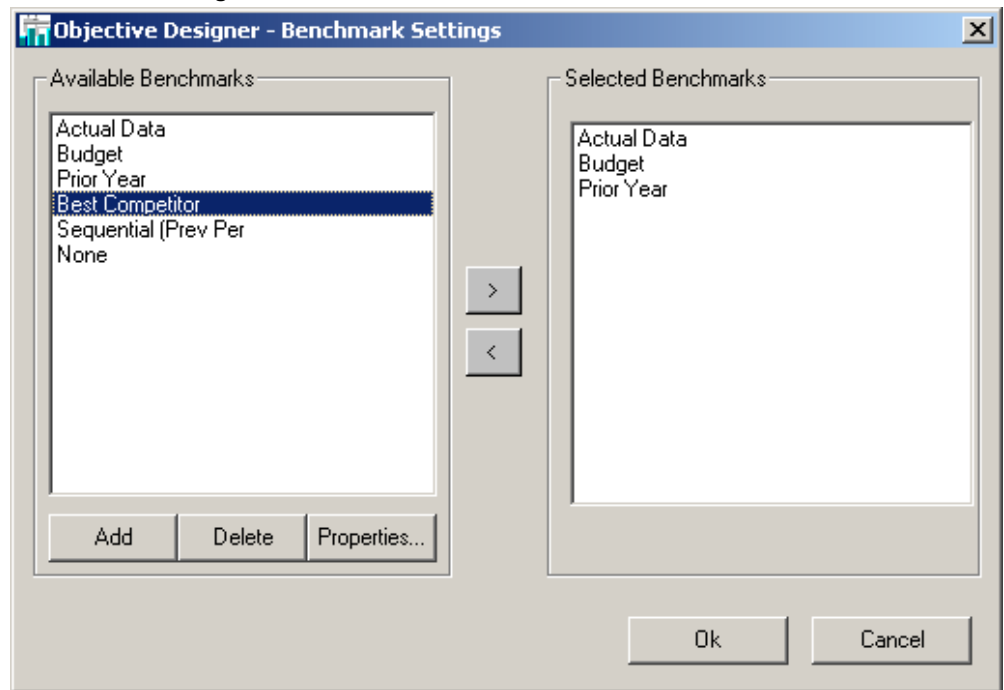 Objective Designer - Benchmark Settings
Available Benchmarks
Actual Data
Budget
Prior Year
Best Competitor
Sequential (Prev Per
None
Add
Delete
Properties...
>
<
Selected Benchmarks
Actual Data
Budget
Prior Year
Ok
Cancel